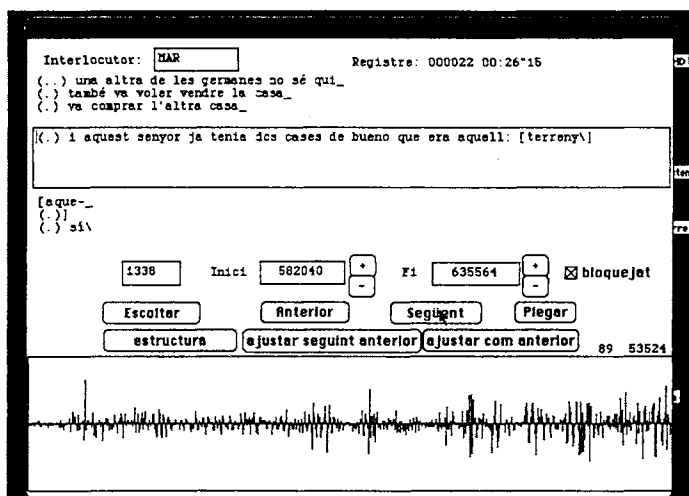 Interlocutor: MAR Registre: 000022 00:26"15
(..) una altra de les germanes no sé qui_
(.) també va voler vendre la casa_
(.) va comprar l'altra casa_
(.) i aquest senyor ja tenia dos cases de bueno que era aquell: [terreny\]
[aque-_
(.)]
(.) sí\
1338 Inici 582040 + - Fi 635564 + - bloquejat
Escoltar Anterior Següent Plegar
estructura ajustar seguint anterior ajustar com anterior 89 53524